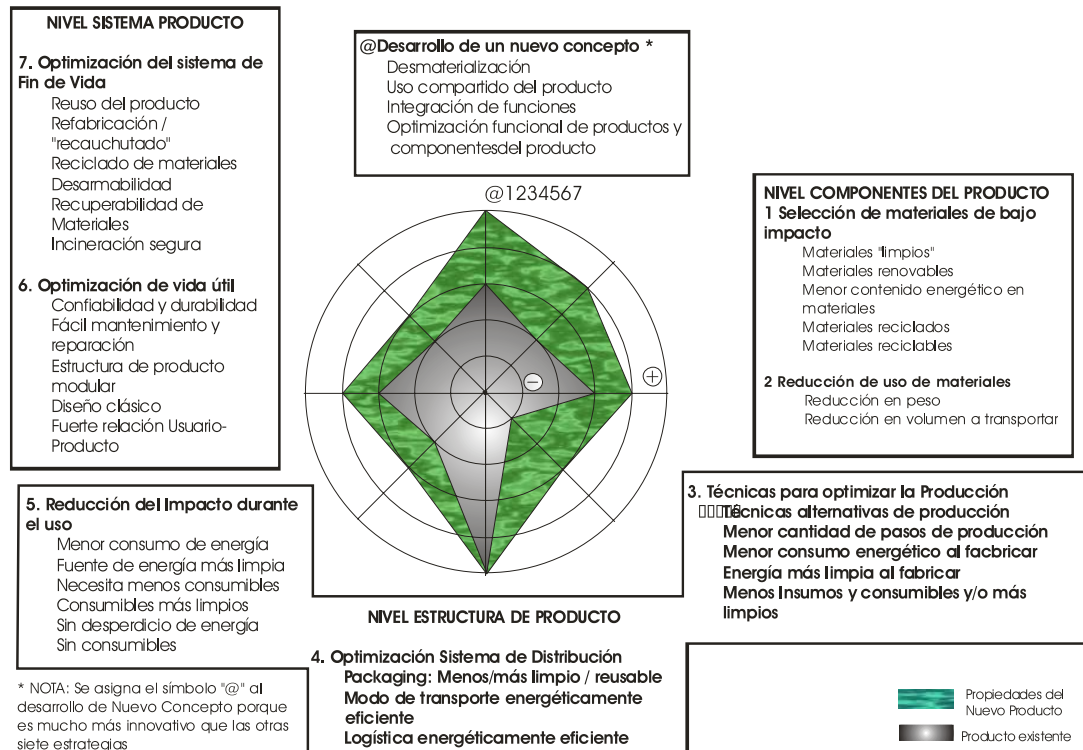 NIVEL SISTEMA PRODUCTO
7. Optimización del sistema de
Fin de Vida
Reuso del producto
Refabricación /
"recauchutado"
Reciclado de materiales
Desarmabilidad
Recuperabilidad de
Materiales
Incineración segura
6. Optimización de vida útil
Confiabilidad y durabilidad
Fácil mantenimiento y
reparación
Estructura de producto
modular
Diseño clásico
Fuerte relación Usuario-
Producto
@Desarrollo de un nuevo concepto *
Desmaterialización
Uso compartido del producto
Integración de funciones
Optimización funcional de productos y
componentesdel producto
@1234567
NIVEL COMPONENTES DEL PRODUCTO
1 Selección de materiales de bajo
impacto
Materiales "limpios"
Materiales renovables
Menor contenido energético en
materiales
Materiales reciclados
Materiales reciclables
2 Reducción de uso de materiales
Reducción en peso
Reducción en volumen a transportar
5. Reducción del Impacto durante
el uso
Menor consumo de energía
Fuente de energía más limpia
Necesita menos consumibles
Consumibles más limpios
Sin desperdicio de energía
Sin consumibles
3. Técnicas para optimizar la Producción
Técnicas alternativas de producción
Menor cantidad de pasos de producción
Menor consumo energético al facbricar
Energía más limpia al fabricar
Menos Insumos y consumibles y/o más
limpios
NIVEL ESTRUCTURA DE PRODUCTO
4. Optimización Sistema de Distribución
Packaging: Menos/más limpio / reusable
Modo de transporte energéticamente
eficiente
Logística energéticamente eficiente
* NOTA: Se asigna el símbolo "@" al
desarrollo de Nuevo Concepto porque
es mucho más innovativo que las otras
siete estrategias
Propiedades del
Nuevo Producto
Producto existente